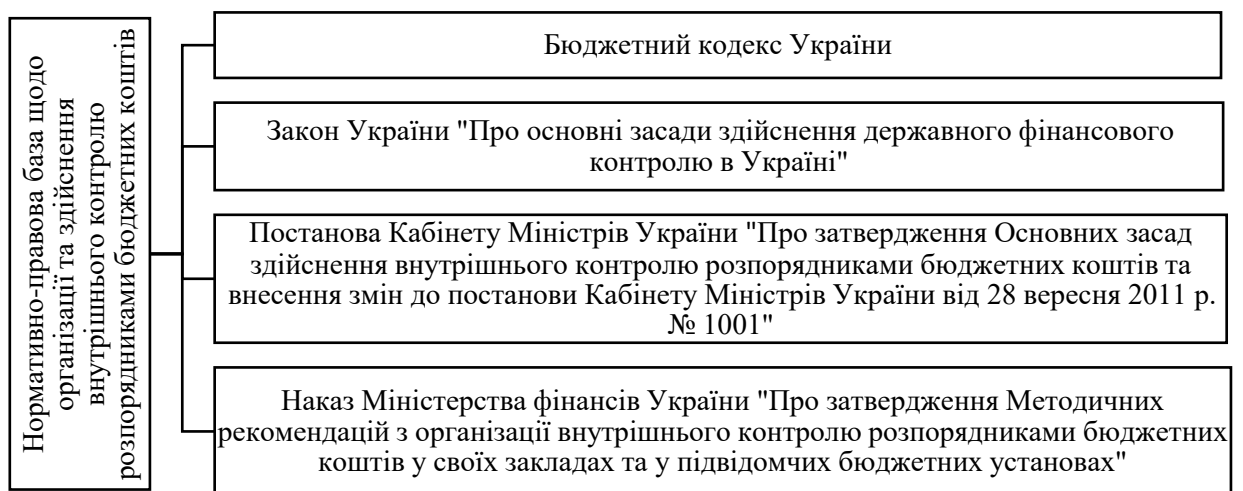 Нормативно-правова база щодо
організації та здійснення
внутрішнього контролю
розпорядниками бюджетних коштів
Бюджетний кодекс України
Закон України "Про основні засади здійснення державного фінансового
контролю в Україні"
Постанова Кабінету Міністрів України "Про затвердження Основних засад
здійснення внутрішнього контролю розпорядниками бюджетних коштів та
внесення змін до постанови Кабінету Міністрів України від 28 вересня 2011 р.
№ 1001"
Наказ Міністерства фінансів України "Про затвердження Методичних
рекомендацій з організації внутрішнього контролю розпорядниками бюджетних
коштів у своїх закладах та у підвідомчих бюджетних установах"